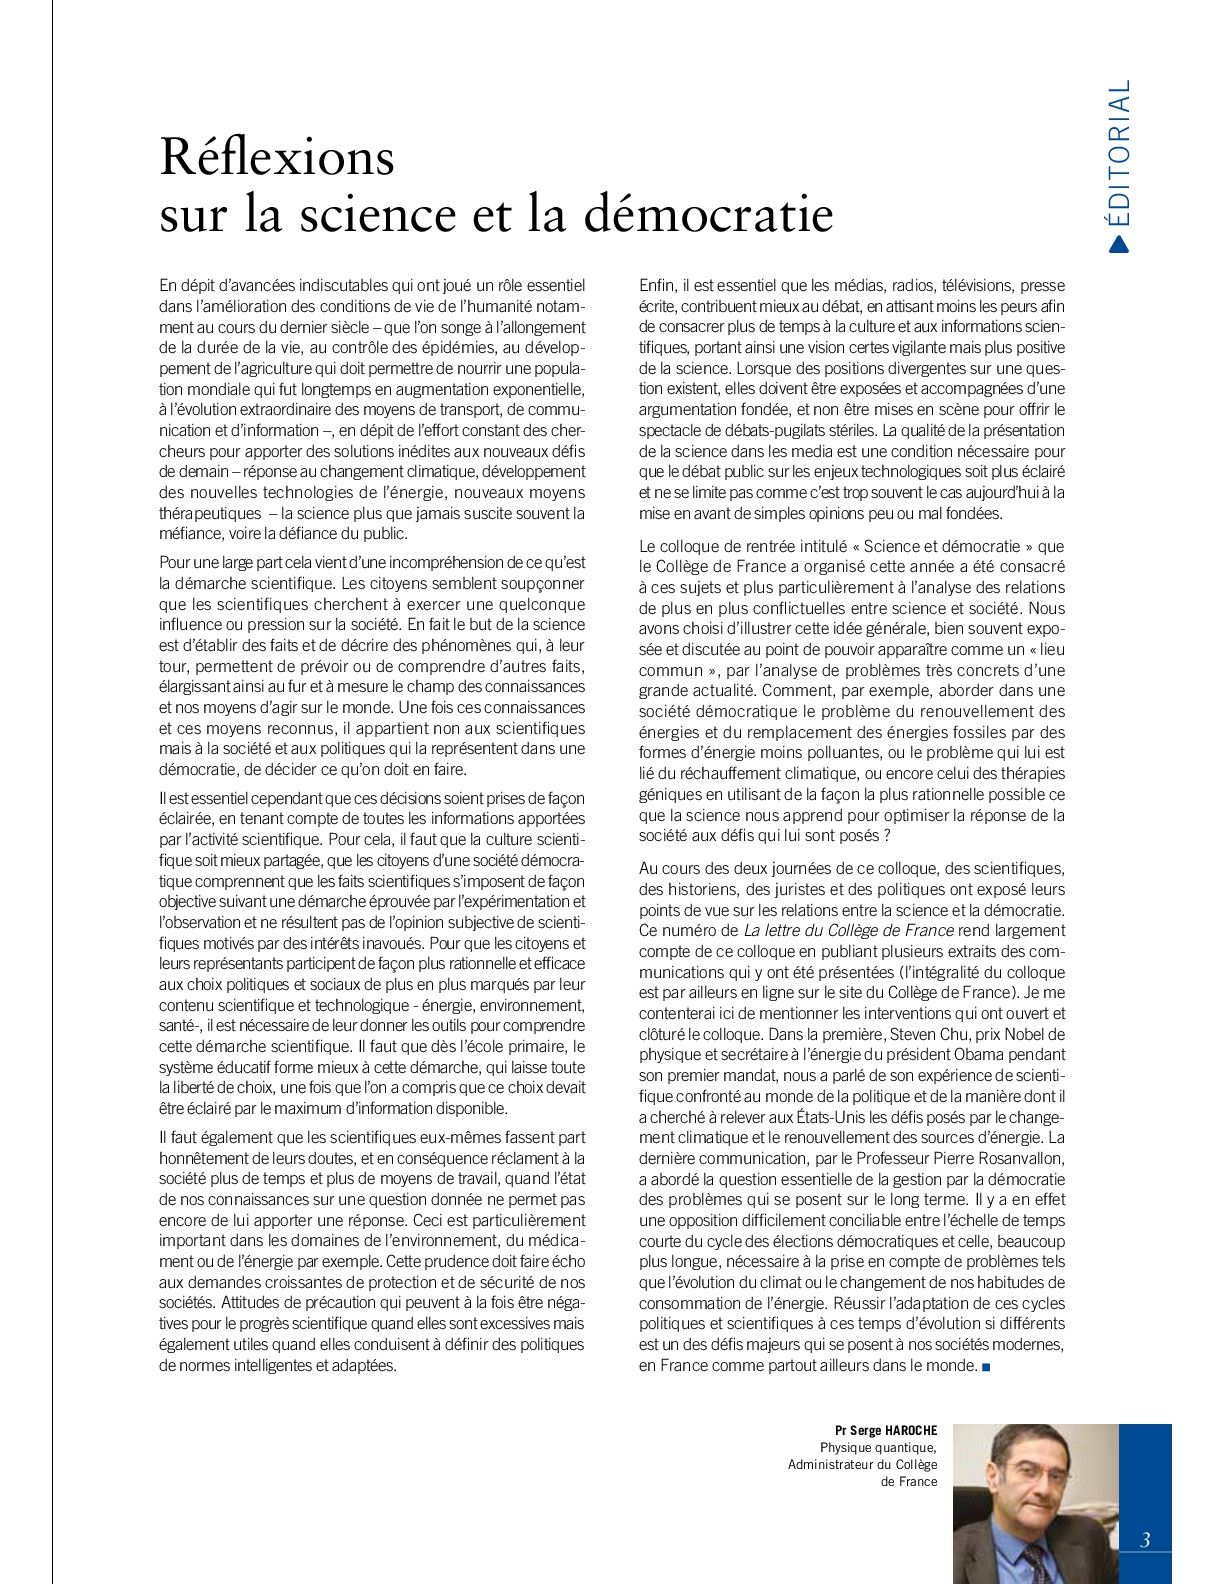 ÉDITORIAL
Réflexions
sur la science et la démocratie
En dépit d’avancées indiscutables qui ont joué un rôle essentiel
dans l’amélioration des conditions de vie de l’humanité notam-
ment au cours du dernier siècle – que l’on songe à l’allongement
de la durée de la vie, au contrôle des épidémies, au dévelop-
pement de l’agriculture qui doit permettre de nourrir une popula-
tion mondiale qui fut longtemps en augmentation exponentielle,
à l’évolution extraordinaire des moyens de transport, de commu-
nication et d’information –, en dépit de l’effort constant des cher-
cheurs pour apporter des solutions inédites aux nouveaux défis
de demain – réponse au changement climatique, développement
des nouvelles technologies de l’énergie, nouveaux moyens
thérapeutiques – la science plus que jamais suscite souvent la
méfiance, voire la défiance du public.
Pour une large part cela vient d’une incompréhension de ce qu’est
la démarche scientifique. Les citoyens semblent soupçonner
que les scientifiques cherchent à exercer une quelconque
influence ou pression sur la société. En fait le but de la science
est d’établir des faits et de décrire des phénomènes qui, à leur
tour, permettent de prévoir ou de comprendre d’autres faits,
élargissant ainsi au fur et à mesure le champ des connaissances
et nos moyens d’agir sur le monde. Une fois ces connaissances
et ces moyens reconnus, il appartient non aux scientifiques
mais à la société et aux politiques qui la représentent dans une
démocratie, de décider ce qu’on doit en faire.
Il est essentiel cependant que ces décisions soient prises de façon
éclairée, en tenant compte de toutes les informations apportées
par l’activité scientifique. Pour cela, il faut que la culture scienti-
fique soit mieux partagée, que les citoyens d’une société démocra-
tique comprennent que les faits scientifiques s’imposent de façon
objective suivant une démarche éprouvée par l’expérimentation et
l’observation et ne résultent pas de l’opinion subjective de scienti-
fiques motivés par des intérêts inavoués. Pour que les citoyens et
leurs représentants participent de façon plus rationnelle et efficace
aux choix politiques et sociaux de plus en plus marqués par leur
contenu scientifique et technologique - énergie, environnement,
santé-, il est nécessaire de leur donner les outils pour comprendre
cette démarche scientifique. Il faut que dès l’école primaire, le
système éducatif forme mieux à cette démarche, qui laisse toute
la liberté de choix, une fois que l’on a compris que ce choix devait
être éclairé par le maximum d’information disponible.
Il faut également que les scientifiques eux-mêmes fassent part
honnêtement de leurs doutes, et en conséquence réclament à la
société plus de temps et plus de moyens de travail, quand l’état
de nos connaissances sur une question donnée ne permet pas
encore de lui apporter une réponse. Ceci est particulièrement
important dans les domaines de l’environnement, du médica-
ment ou de l’énergie par exemple. Cette prudence doit faire écho
aux demandes croissantes de protection et de sécurité de nos
sociétés. Attitudes de précaution qui peuvent à la fois être néga-
tives pour le progrès scientifique quand elles sont excessives mais
également utiles quand elles conduisent à définir des politiques
de normes intelligentes et adaptées.
Enfin, il est essentiel que les médias, radios, télévisions, presse
écrite, contribuent mieux au débat, en attisant moins les peurs afin
de consacrer plus de temps à la culture et aux informations scien-
tifiques, portant ainsi une vision certes vigilante mais plus positive
de la science. Lorsque des positions divergentes sur une ques-
tion existent, elles doivent être exposées et accompagnées d’une
argumentation fondée, et non être mises en scène pour offrir le
spectacle de débats-pugilats stériles. La qualité de la présentation
de la science dans les media est une condition nécessaire pour
que le débat public sur les enjeux technologiques soit plus éclairé
et ne se limite pas comme c’est trop souvent le cas aujourd’hui à la
mise en avant de simples opinions peu ou mal fondées.
Le colloque de rentrée intitulé « Science et démocratie » que
le Collège de France a organisé cette année a été consacré
à ces sujets et plus particulièrement à l’analyse des relations
de plus en plus conflictuelles entre science et société. Nous
avons choisi d’illustrer cette idée générale, bien souvent expo-
sée et discutée au point de pouvoir apparaître comme un « lieu
commun », par l’analyse de problèmes très concrets d’une
grande actualité. Comment, par exemple, aborder dans une
société démocratique le problème du renouvellement des
énergies et du remplacement des énergies fossiles par des
formes d’énergie moins polluantes, ou le problème qui lui est
lié du réchauffement climatique, ou encore celui des thérapies
géniques en utilisant de la façon la plus rationnelle possible ce
que la science nous apprend pour optimiser la réponse de la
société aux défis qui lui sont posés ?
Au cours des deux journées de ce colloque, des scientifiques,
des historiens, des juristes et des politiques ont exposé leurs
points de vue sur les relations entre la science et la démocratie.
Ce numéro de La lettre du Collège de France rend largement
compte de ce colloque en publiant plusieurs extraits des com-
munications qui y ont été présentées (l’intégralité du colloque
est par ailleurs en ligne sur le site du Collège de France). Je me
contenterai ici de mentionner les interventions qui ont ouvert et
clôturé le colloque. Dans la première, Steven Chu, prix Nobel de
physique et secrétaire à l’énergie du président Obama pendant
son premier mandat, nous a parlé de son expérience de scienti-
fique confronté au monde de la politique et de la manière dont il
a cherché à relever aux États-Unis les défis posés par le change-
ment climatique et le renouvellement des sources d’énergie. La
dernière communication, par le Professeur Pierre Rosanvallon,
a abordé la question essentielle de la gestion par la démocratie
des problèmes qui se posent sur le long terme. Il y a en effet
une opposition difficilement conciliable entre l’échelle de temps
courte du cycle des élections démocratiques et celle, beaucoup
plus longue, nécessaire à la prise en compte de problèmes tels
que l’évolution du climat ou le changement de nos habitudes de
consommation de l’énergie. Réussir l’adaptation de ces cycles
politiques et scientifiques à ces temps d’évolution si différents
est un des défis majeurs qui se posent à nos sociétés modernes,
en France comme partout ailleurs dans le monde. ■
Pr Serge HAROCHE
Physique quantique,
Administrateur du Collège
de France
3